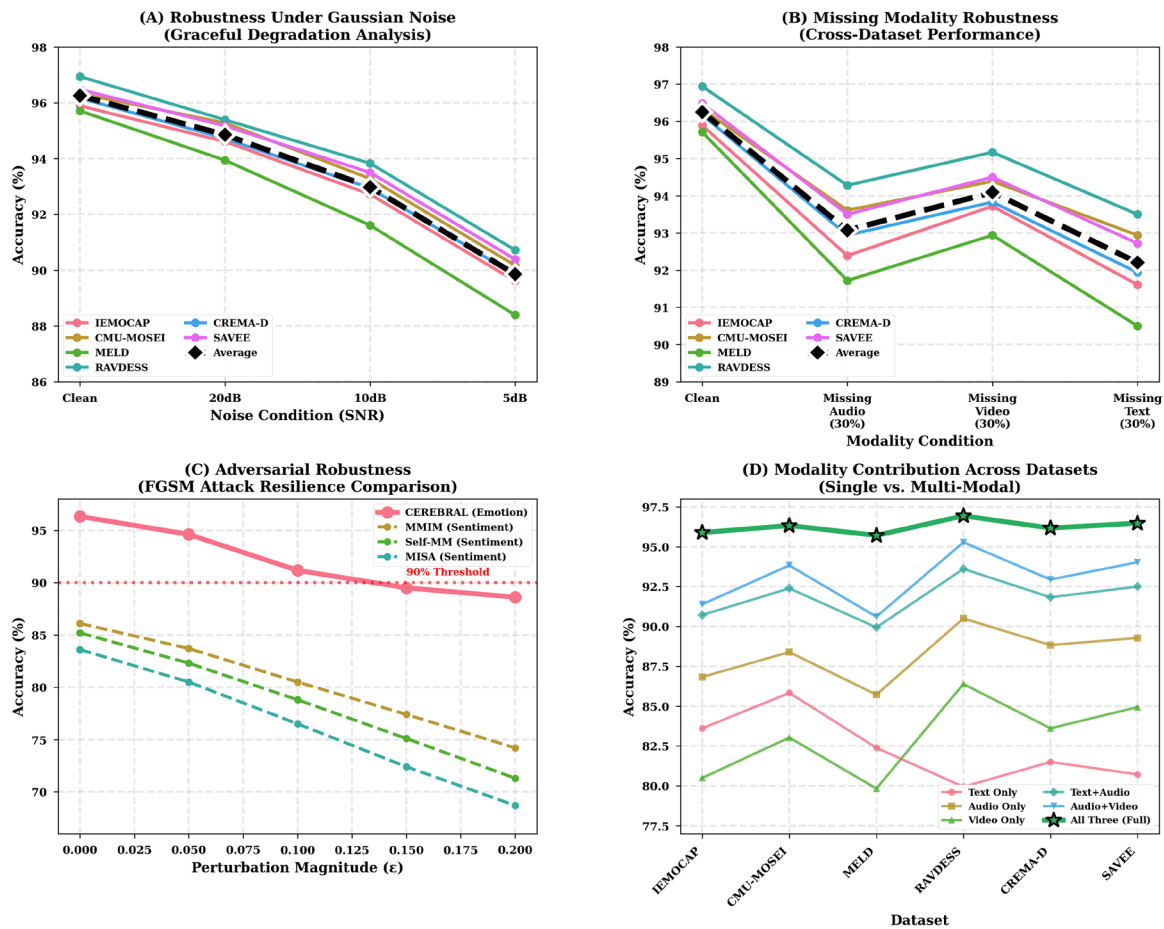 (A) Robustness Under Gaussian Noise
(Graceful Degradation Analysis)
98
96
94
92
90
88
86
Accuracy (%)
IEMOCAP
CMU-MOSEI
MELD
RAVDESS
CREMA-D
SAVEE
Average
Clean
20dB
10dB
5dB
Noise Condition (SNR)
(B) Missing Modality Robustness
(Cross-Dataset Performance)
98
97
96
95
94
93
92
91
90
89
Accuracy (%)
IEMOCAP
CMU-MOSEI
MELD
RAVDESS
CREMA-D
SAVEE
Average
Clean
Missing
Audio
(30%)
Missing
Video
(30%)
Missing
Text
(30%)
Modality Condition
(C) Adversarial Robustness
(FGSM Attack Resilience Comparison)
95
90
85
80
75
70
Accuracy (%)
CEREBRAL (Emotion)
MMIM (Sentiment)
Self-MM (Sentiment)
MISA (Sentiment)
90% Threshold
0.000
0.025
0.050
0.075
0.100
0.125
0.150
0.175
0.200
Perturbation Magnitude (ε)
(D) Modality Contribution Across Datasets
(Single vs. Multi-Modal)
97.5
95.0
92.5
90.0
87.5
85.0
82.5
80.0
77.5
Accuracy (%)
Text Only
Audio Only
Video Only
Text+Audio
Audio+Video
All Three (Full)
IEMOCAP
CMU-MOSEI
MELD
RAVDESS
CREMA-D
SAVEE
Dataset